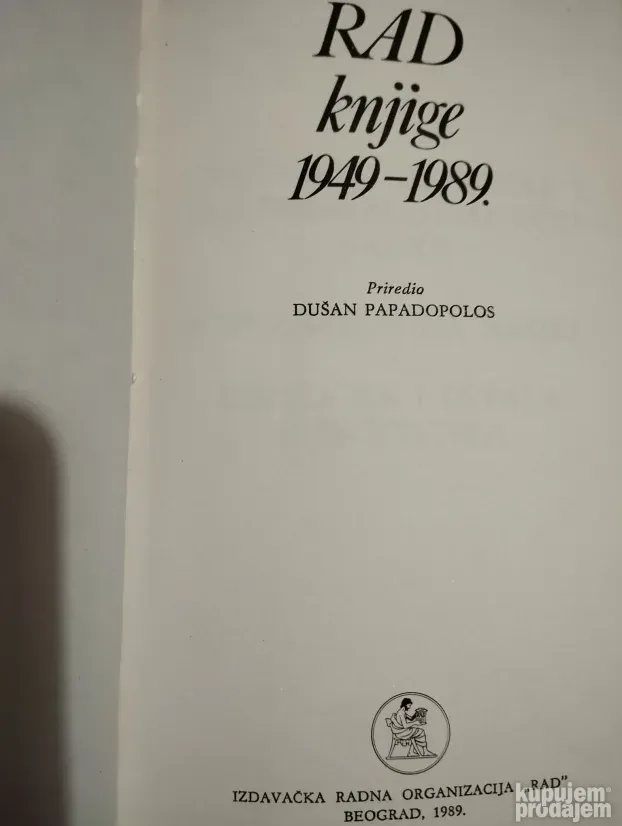 RAD
knjige
1949–1989.
Priredio
DUŠAN PAPADOPOLOS
IZDAVAČKA RADNA ORGANIZACIJA „RAD”
BEOGRAD, 1989.
kupujem
prodajem